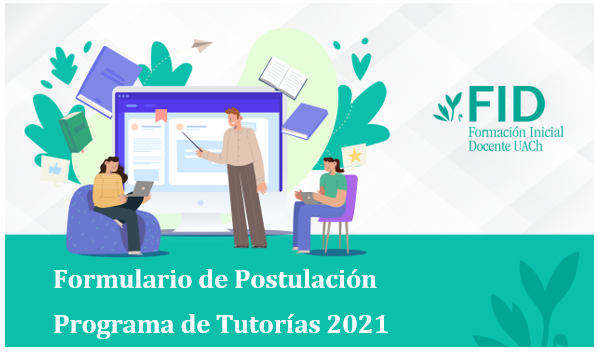 FID
Formación Inicial
Docente UACh
Formulario de Postulación
Programa de Tutorías 2021